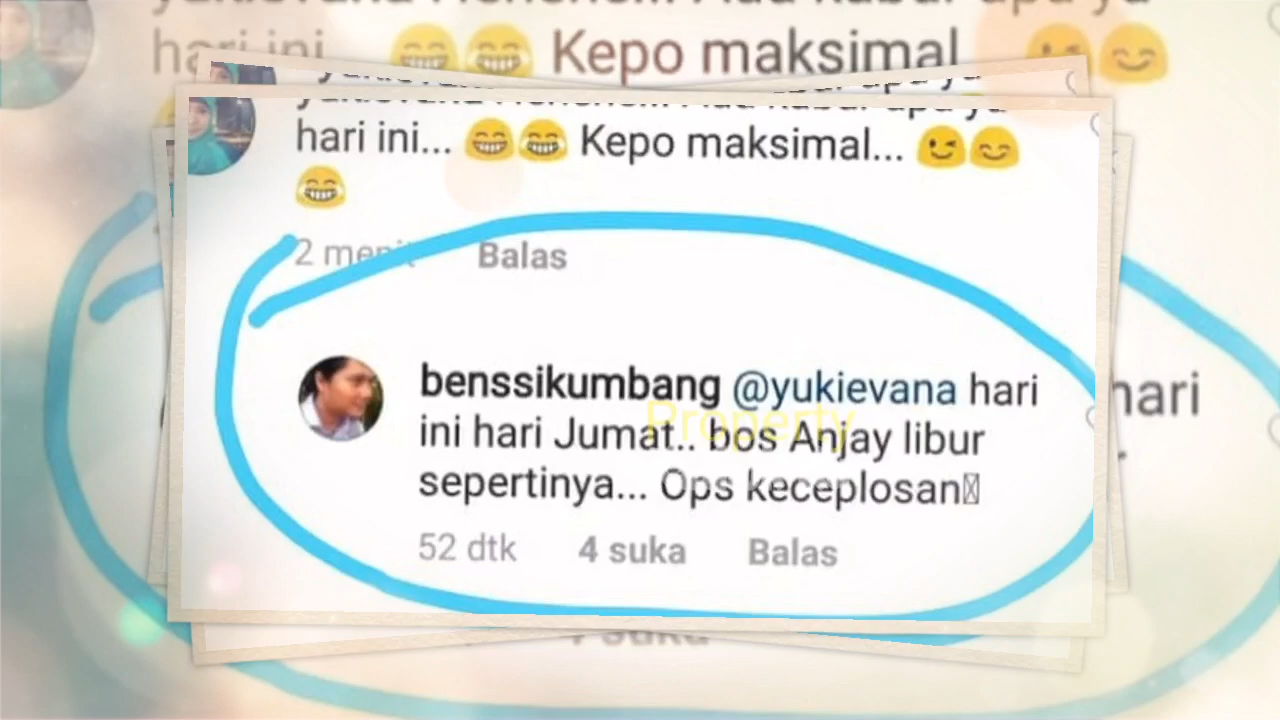 hari ini... 😁😂 Kepo maksimal... 😉😊
😂
2 menit Balas
benssikumbang @yukievana hari
ini hari Jumat.. bos Anjay libur
sepertinya... Ops keceplosan
52 dtk 4 suka Balas
Property